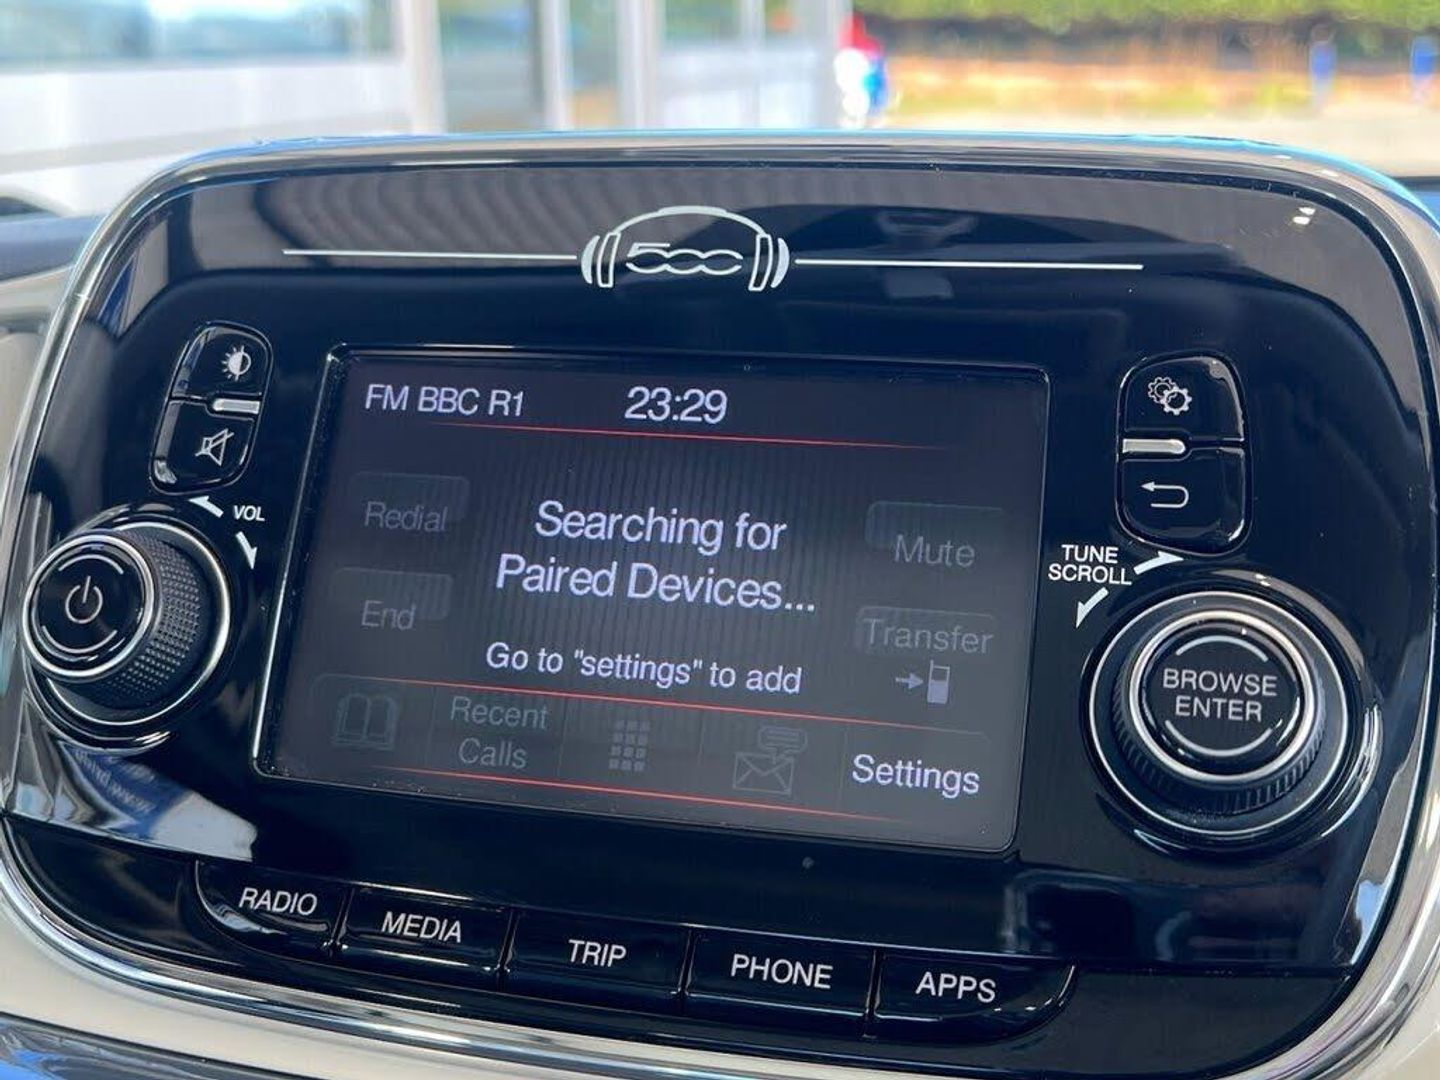 500
FM BBC R1
23:29
VOL
Redial
Searching for
Paired Devices...
Mute
TUNE
SCROLL
End
Transfer
Go to "settings" to add
BROWSE
ENTER
Recent
Calls
Settings
RADIO
MEDIA
TRIP
PHONE
APPS